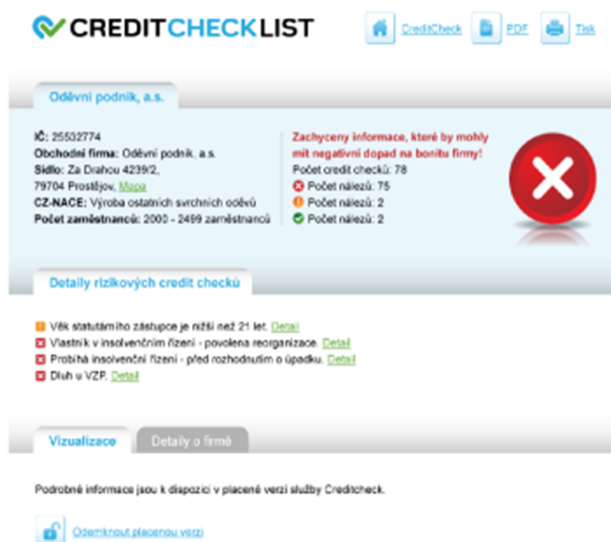 CREDITCHECKLIST
CreditCheck PDF Tisk
Oděvní podnik, a.s.
IČ: 25532774
Obchodní firma: Oděvní podnik, a.s.
Sídlo: Za Drahou 4239/2,
79704 Prostějov, Mapa
CZ-NACE: Výroba ostatních svrchních oděvů
Počet zaměstnanců: 2000 - 2499 zaměstnanců
Zachyceny informace, které by mohly
mít negativní dopad na bonitu firmy!
Počet credit checků: 78
Počet nálezů: 75
Počet nálezů: 2
Počet nálezů: 2
Detaily rizikových credit checků
Věk statutárního zástupce je nižší než 21 let. Detail
Vlastník v insolvenčním řízení - povolena reorganizace. Detail
Probíhá insolvenční řízení - před rozhodnutím o úpadku. Detail
Dluh u VZP. Detail
Vizualizace Detaily o firmě
Podrobné informace jsou k dispozici v placené verzi služby Creditcheck.
Odemknout placenou verzi